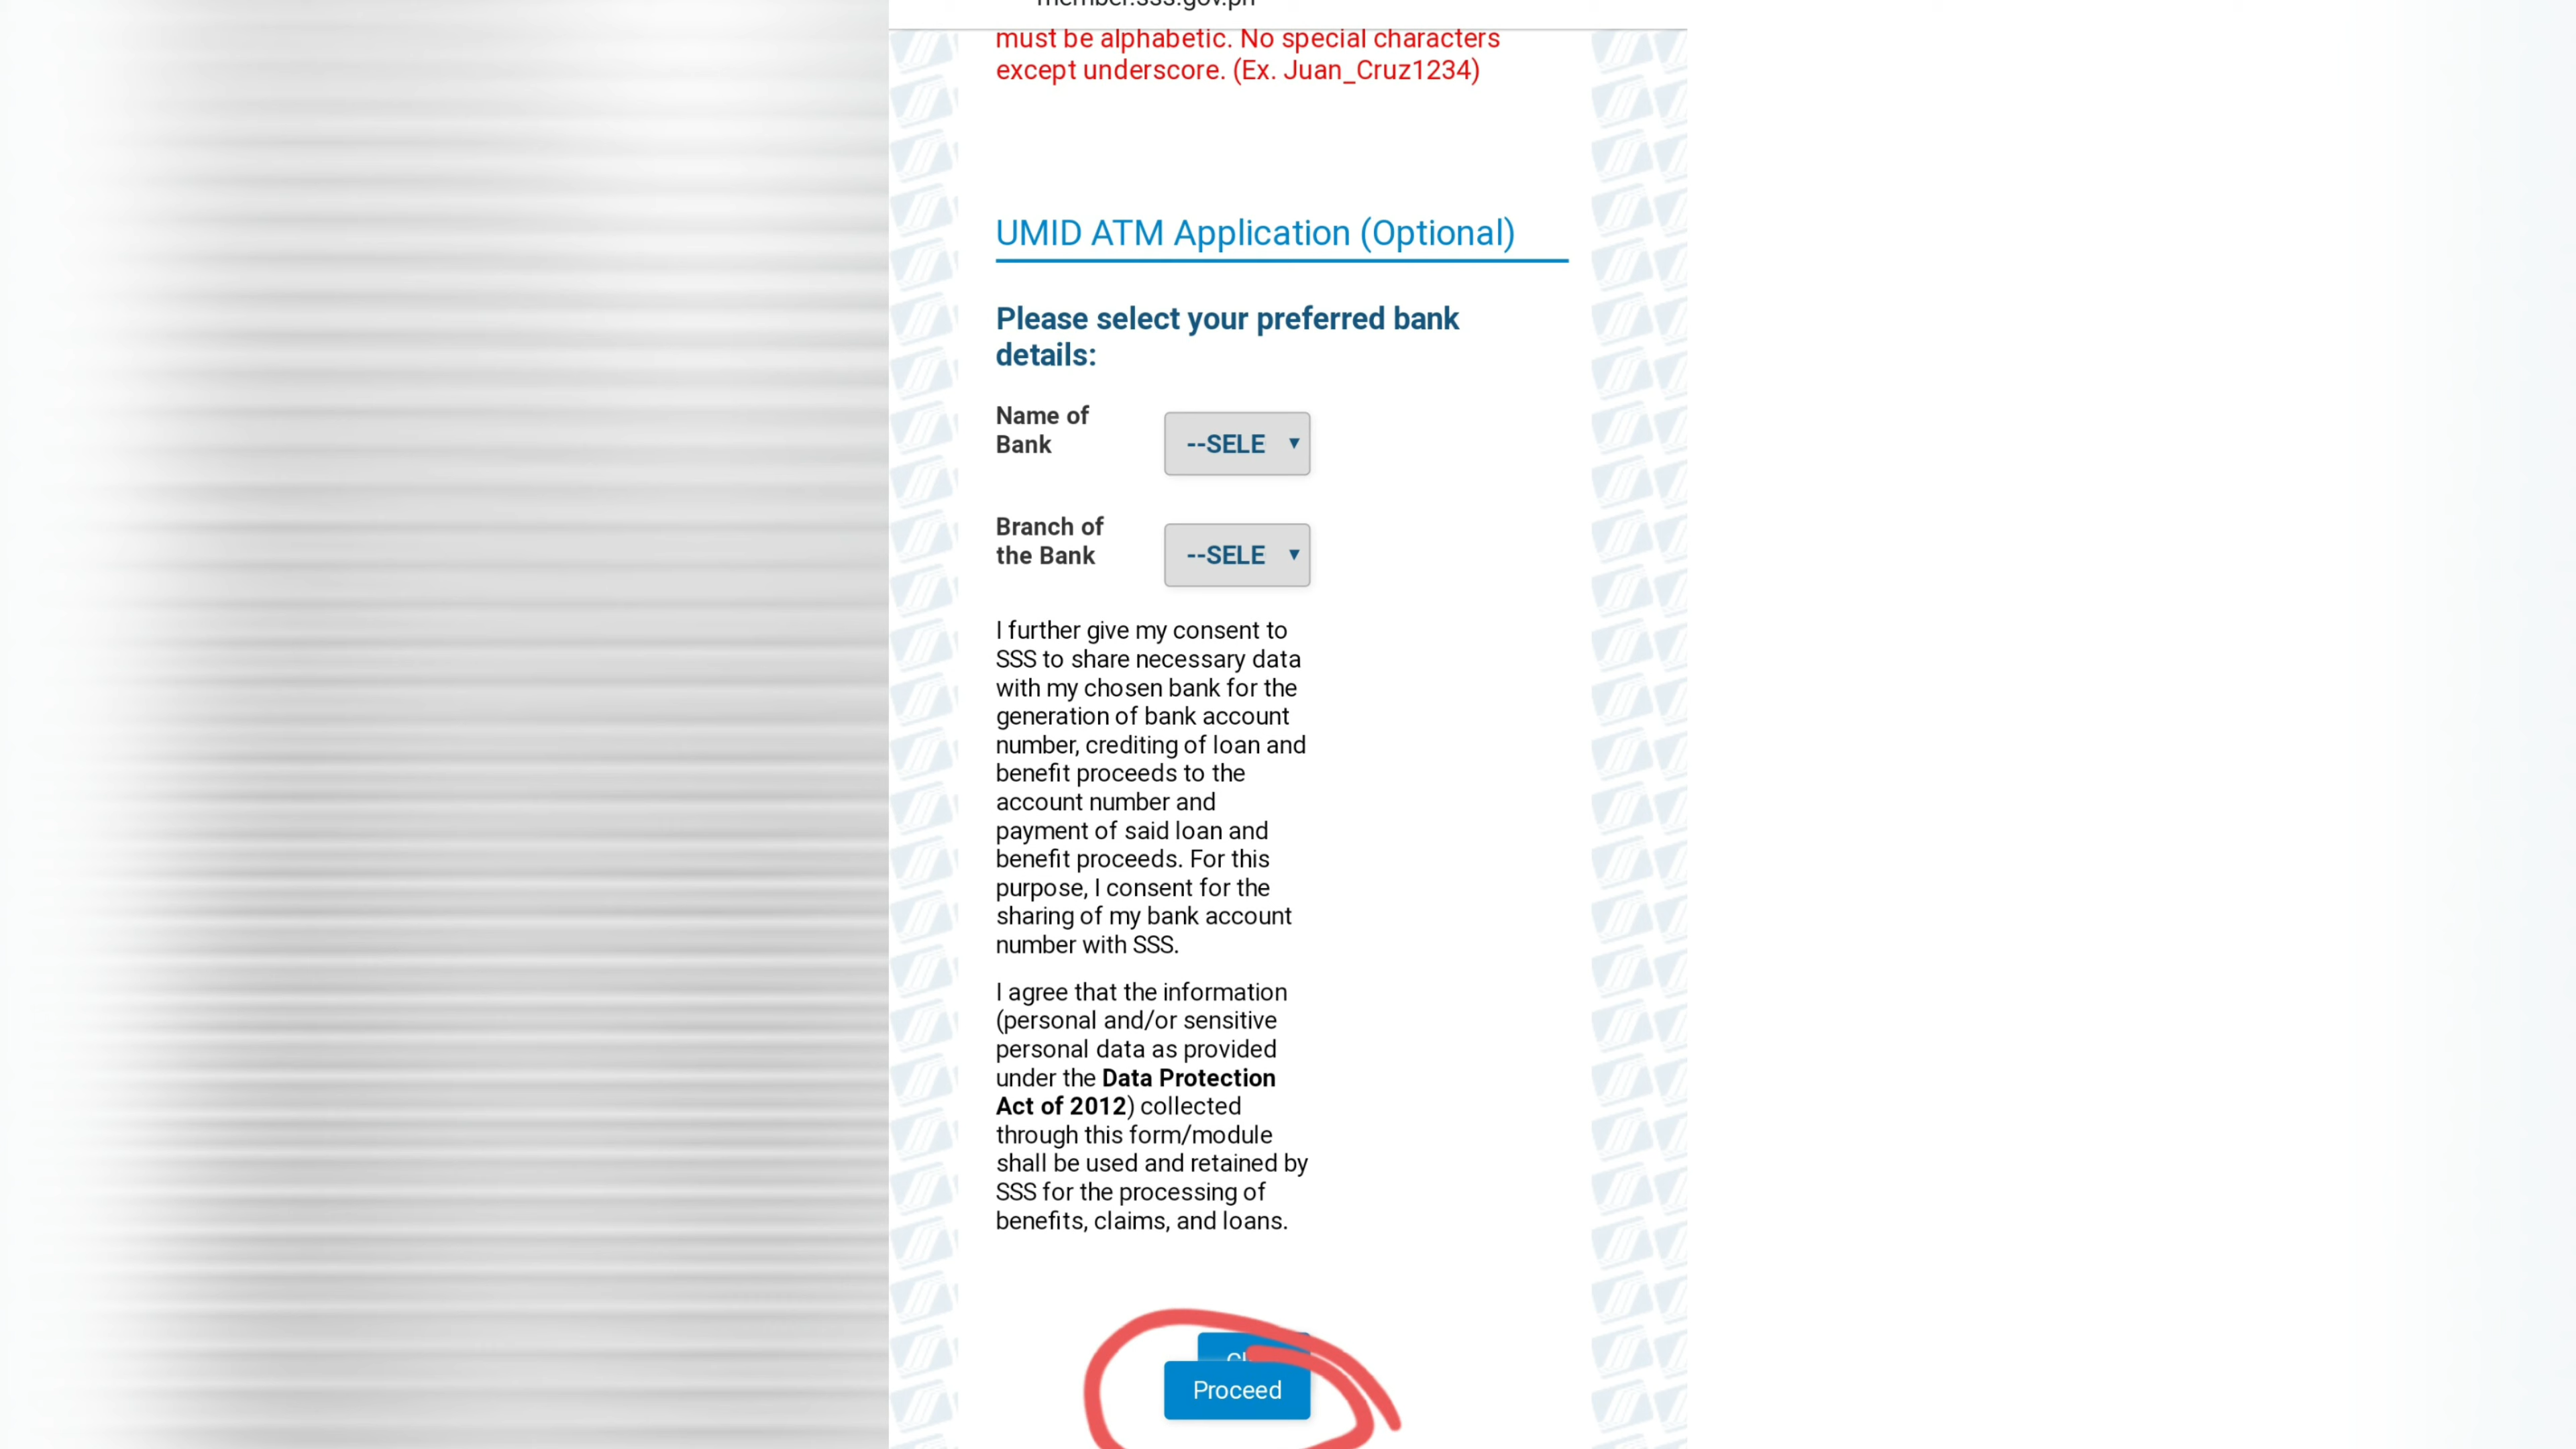 member.sss.gov.ph
must be alphabetic. No special characters
except underscore. (Ex. Juan_Cruz1234)
UMID ATM Application (Optional)
Please select your preferred bank
details:
Name of
Bank
--SELE
Branch of
the Bank
--SELE
I further give my consent to
SSS to share necessary data
with my chosen bank for the
generation of bank account
number, crediting of loan and
benefit proceeds to the
account number and
payment of said loan and
benefit proceeds. For this
purpose, I consent for the
sharing of my bank account
number with SSS.
I agree that the information
(personal and/or sensitive
personal data as provided
under the Data Protection
Act of 2012) collected
through this form/module
shall be used and retained by
SSS for the processing of
benefits, claims, and loans.
Proceed